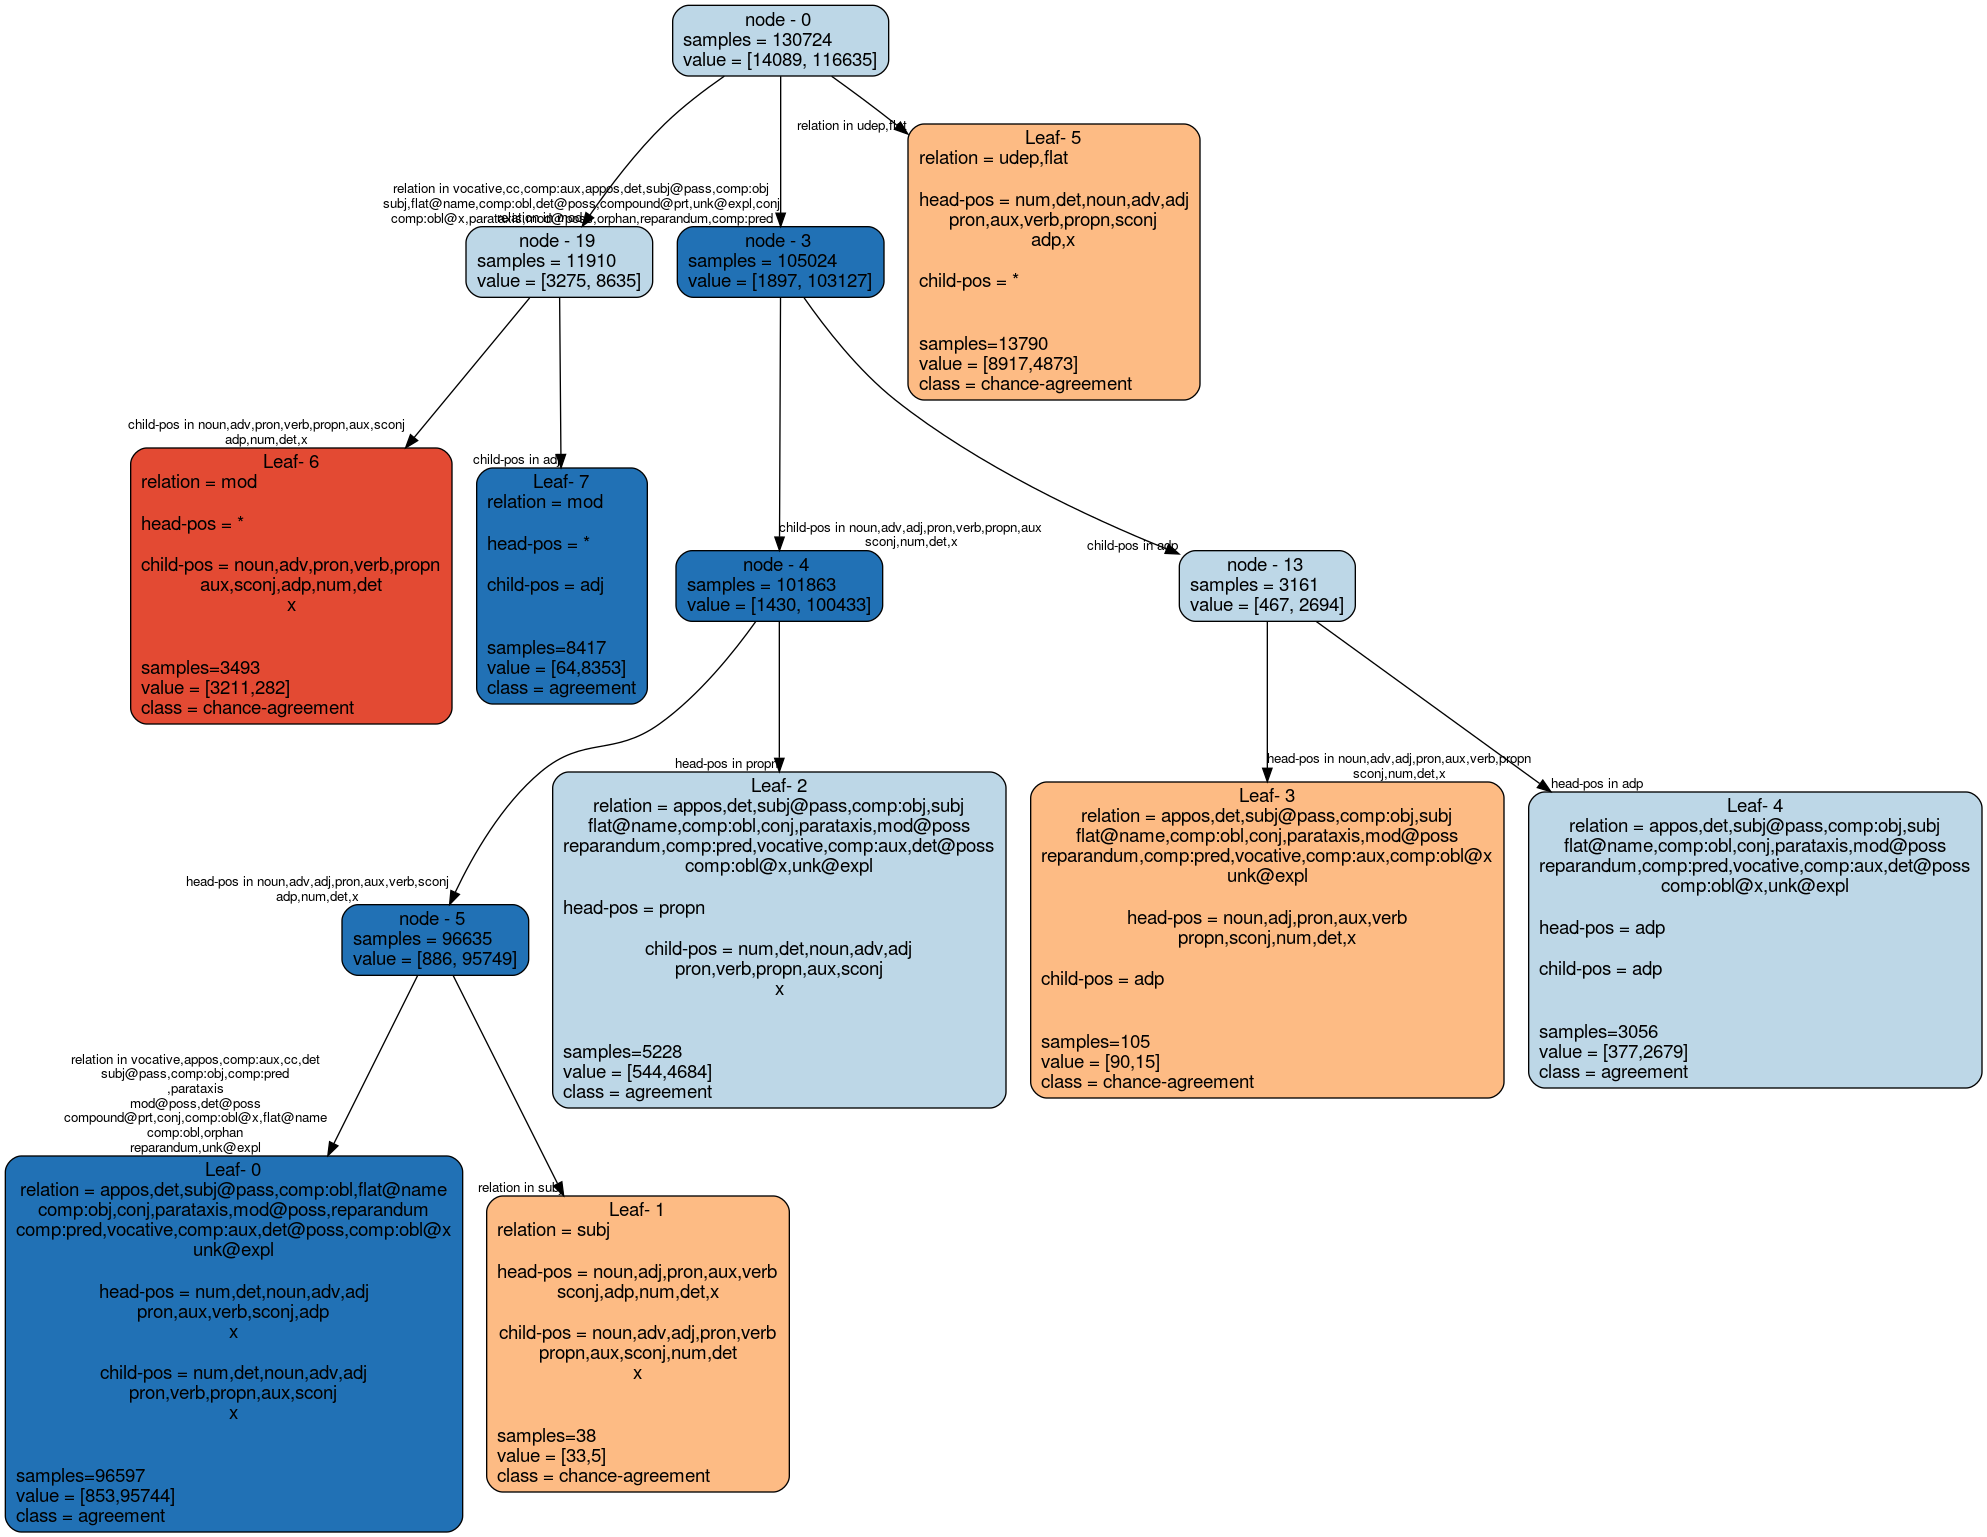 node - 0
samples = 130724
value = [14089, 116635]
relation in udep,flat
Leaf- 5
relation = udep,flat
head-pos = num,det,noun,adv,adj
pron,aux,verb,propn,sconj
adp,x
child-pos = *
samples=13790
value = [8917,4873]
class = chance-agreement
relation in vocative,cc,comp:aux,appos,det,subj@pass,comp:obj
subj,flat@name,comp:obl,det@poss,compound@prt,unk@expl,conj
comp:obl@x,parataxis,mod@poss,orphan,reparandum,comp:pred
relation in mod
node - 19
samples = 11910
value = [3275, 8635]
node - 3
samples = 105024
value = [1897, 103127]
child-pos in noun,adv,pron,verb,propn,aux,sconj
adp,num,det,x
Leaf- 6
relation = mod
head-pos = *
child-pos = noun,adv,pron,verb,propn
aux,sconj,adp,num,det
x
samples=3493
value = [3211,282]
class = chance-agreement
child-pos in adj
Leaf- 7
relation = mod
head-pos = *
child-pos = adj
samples=8417
value = [64,8353]
class = agreement
child-pos in noun,adv,adj,pron,verb,propn,aux
sconj,num,det,x
node - 4
samples = 101863
value = [1430, 100433]
child-pos in adp
node - 13
samples = 3161
value = [467, 2694]
head-pos in propn
Leaf- 2
relation = appos,det,subj@pass,comp:obj,subj
flat@name,comp:obl,conj,parataxis,mod@poss
reparandum,comp:pred,vocative,comp:aux,det@poss
comp:obl@x,unk@expl
head-pos = propn
child-pos = num,det,noun,adv,adj
pron,verb,propn,aux,sconj
x
samples=5228
value = [544,4684]
class = agreement
head-pos in noun,adv,adj,pron,aux,verb,propn
sconj,num,det,x
Leaf- 3
relation = appos,det,subj@pass,comp:obj,subj
flat@name,comp:obl,conj,parataxis,mod@poss
reparandum,comp:pred,vocative,comp:aux,comp:obl@x
unk@expl
head-pos = noun,adj,pron,aux,verb
propn,sconj,num,det,x
child-pos = adp
samples=105
value = [90,15]
class = chance-agreement
head-pos in adp
Leaf- 4
relation = appos,det,subj@pass,comp:obj,subj
flat@name,comp:obl,conj,parataxis,mod@poss
reparandum,comp:pred,vocative,comp:aux,det@poss
comp:obl@x,unk@expl
head-pos = adp
child-pos = adp
samples=3056
value = [377,2679]
class = agreement
head-pos in noun,adv,adj,pron,aux,verb,sconj
adp,num,det,x
node - 5
samples = 96635
value = [886, 95749]
relation in vocative,appos,comp:aux,cc,det
subj@pass,comp:obj,comp:pred
,parataxis
mod@poss,det@poss
compound@prt,conj,comp:obl@x,flat@name
comp:obl,orphan
reparandum,unk@expl
Leaf- 0
relation = appos,det,subj@pass,comp:obl,flat@name
comp:obj,conj,parataxis,mod@poss,reparandum
comp:pred,vocative,comp:aux,det@poss,comp:obl@x
unk@expl
head-pos = num,det,noun,adv,adj
pron,aux,verb,sconj,adp
x
child-pos = num,det,noun,adv,adj
pron,verb,propn,aux,sconj
x
samples=96597
value = [853,95744]
class = agreement
relation in subj
Leaf- 1
relation = subj
head-pos = noun,adj,pron,aux,verb
sconj,adp,num,det,x
child-pos = noun,adv,adj,pron,verb
propn,aux,sconj,num,det
x
samples=38
value = [33,5]
class = chance-agreement